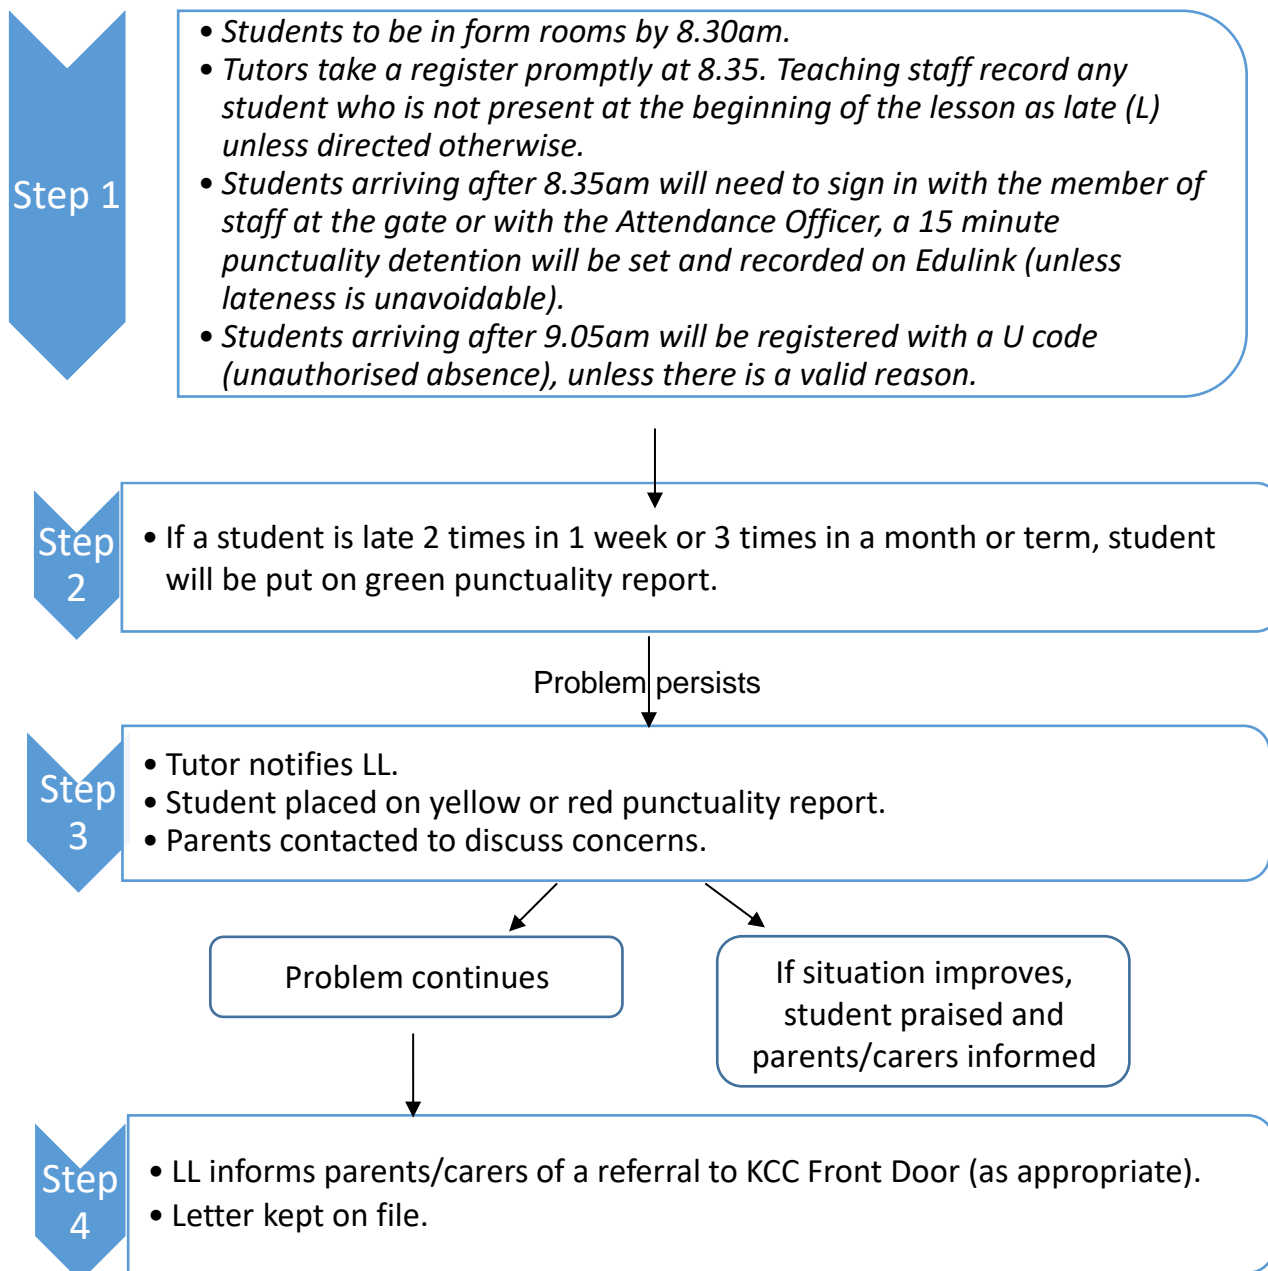 Step 1
• Students to be in form rooms by 8.30am.
• Tutors take a register promptly at 8.35. Teaching staff record any
student who is not present at the beginning of the lesson as late (L)
unless directed otherwise.
• Students arriving after 8.35am will need to sign in with the member of
staff at the gate or with the Attendance Officer, a 15 minute
punctuality detention will be set and recorded on Edulink (unless
lateness is unavoidable).
• Students arriving after 9.05am will be registered with a U code
(unauthorised absence), unless there is a valid reason.
Step
2
• If a student is late 2 times in 1 week or 3 times in a month or term, student
will be put on green punctuality report.
Problem persists
Step
3
• Tutor notifies LL.
• Student placed on yellow or red punctuality report.
• Parents contacted to discuss concerns.
Problem continues
If situation improves,
student praised and
parents/carers informed
Step
4
• LL informs parents/carers of a referral to KCC Front Door (as appropriate).
• Letter kept on file.